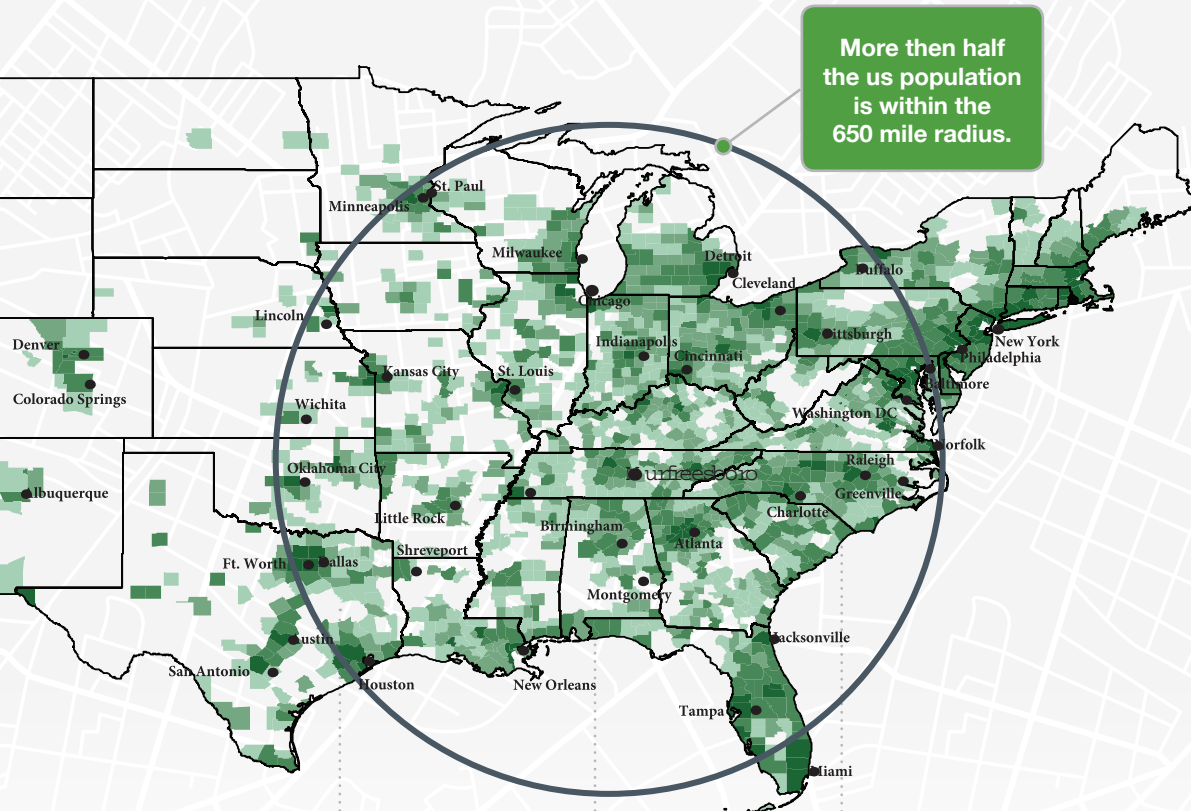 More then half
the us population
is within the
650 mile radius.
St. Paul
Minneapolis
Milwaukee
Detroit
Buffalo
Cleveland
Chicago
Lincoln
Pittsburgh
New York
Denver
Indianapolis
Cincinnati
Philadelphia
Kansas City
St. Louis
Baltimore
Colorado Springs
Wichita
Washington DC
Norfolk
Oklahoma City
Murfreesboro
Raleigh
Albuquerque
Greenville
Little Rock
Charlotte
Birmingham
Atlanta
Shreveport
Ft. Worth
Dallas
Montgomery
Austin
Jacksonville
San Antonio
Houston
New Orleans
Tampa
Miami